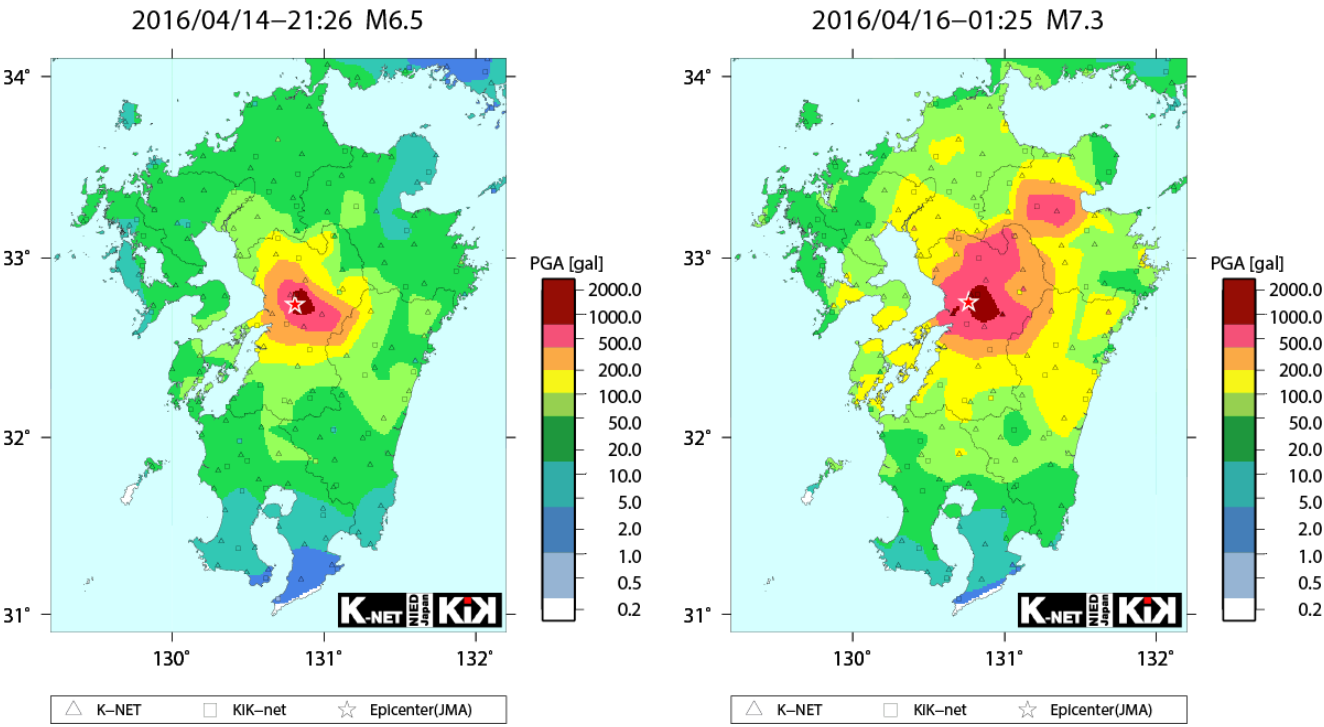 2016/04/14–21:26 M6.5
34°
33°
32°
31°
130°
131°
132°
PGA [gal]
2000.0
1000.0
500.0
200.0
100.0
50.0
20.0
10.0
5.0
2.0
1.0
0.5
0.2
K-NET
NIED
Japan
KiK
K–NET
KiK–net
Epicenter(JMA)
2016/04/16–01:25 M7.3
34°
33°
32°
31°
130°
131°
132°
PGA [gal]
2000.0
1000.0
500.0
200.0
100.0
50.0
20.0
10.0
5.0
2.0
1.0
0.5
0.2
K-NET
NIED
Japan
KiK
K–NET
KiK–net
Epicenter(JMA)